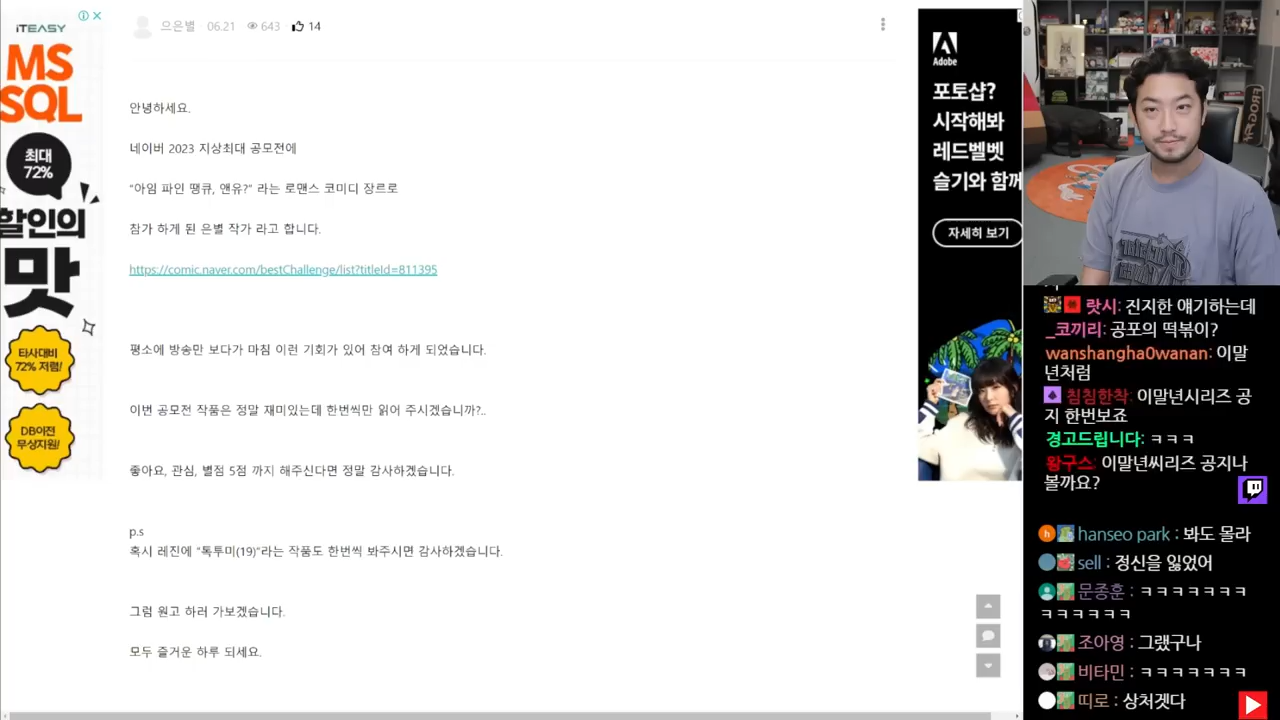 iTEASY
MS
SQL
최대
72%
할인의
맛
타사대비
72% 저렴!
DB이전
무상지원!
으은별 06.21 643 14
안녕하세요.
네이버 2023 지상최대 공모전에
"아임 파인 땡큐, 앤유?" 라는 로맨스 코미디 장르로
참가 하게 된 은별 작가 라고 합니다.
https://comic.naver.com/bestChallenge/list?titleId=811395
평소에 방송만 보다가 마침 이런 기회가 있어 참여 하게 되었습니다.
이번 공모전 작품은 정말 재미있는데 한번씩만 읽어 주시겠습니까?..
좋아요, 관심, 별점 5점 까지 해주신다면 정말 감사하겠습니다.
p.s
혹시 레진에 "톡투미(19)"라는 작품도 한번씩 봐주시면 감사하겠습니다.
그럼 원고 하러 가보겠습니다.
모두 즐거운 하루 되세요.
Adobe
포토샵?
시작해봐
레드벨벳
슬기와 함께
자세히 보기
랏시: 진지한 얘기하는데
_코끼리: 공포의 떡볶이?
wanshangha0wanan: 이말
년처럼
침침한착: 이말년시리즈 공
지 한번보죠
경고드립니다: ㅋㅋㅋ
왕구스: 이말년씨리즈 공지나
볼까요?
hanseo park : 봐도 몰라
sell : 정신을 잃었어
문종훈 : ㅋㅋㅋㅋㅋㅋㅋ
ㅋㅋㅋㅋㅋㅋ
조아영 : 그랬구나
비타민 : ㅋㅋㅋㅋㅋㅋㅋ
띠로 : 상처겟다